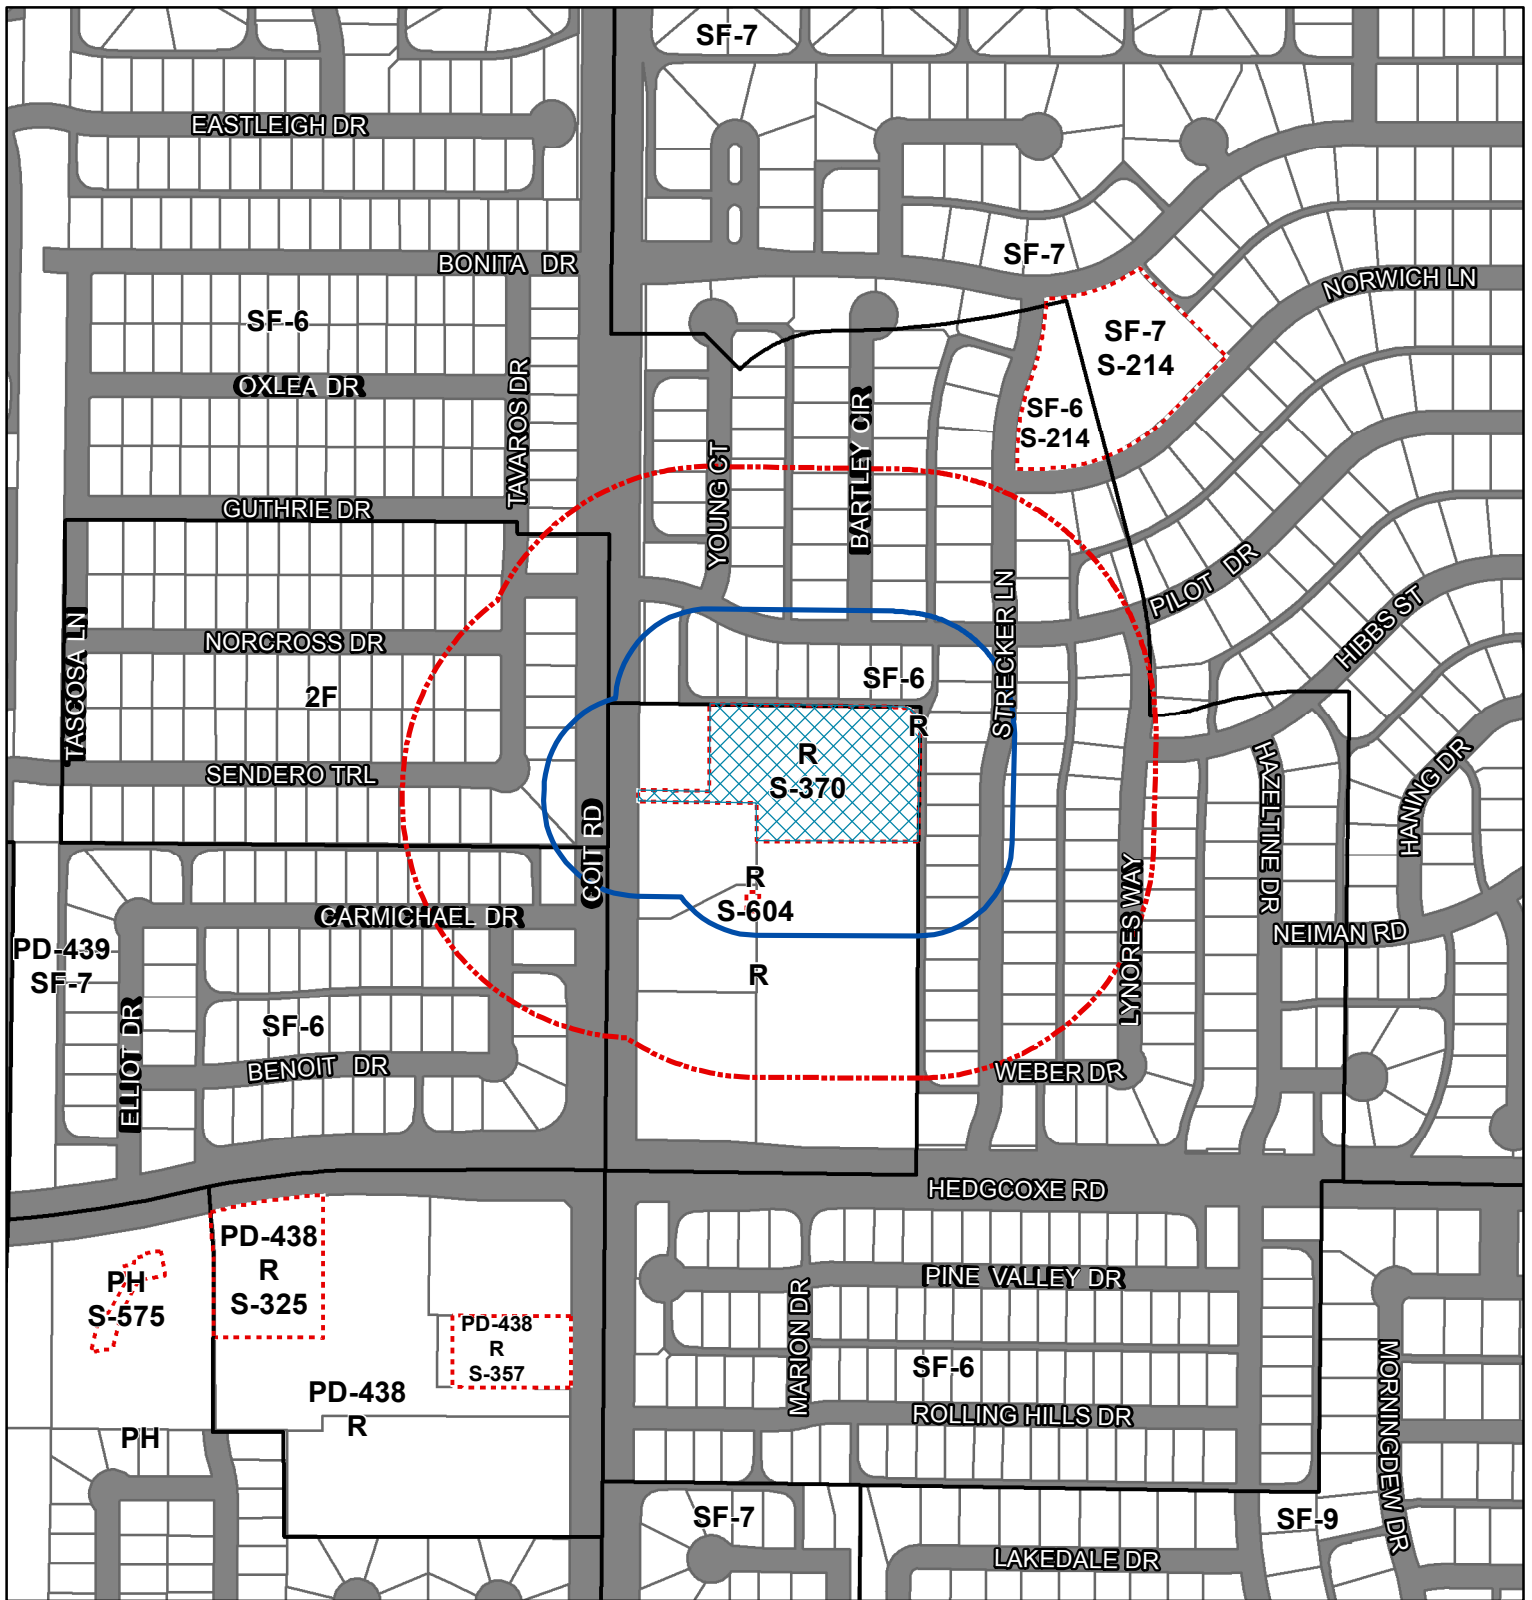 SF-7
EASTLEIGH DR
BONITA DR
SF-7
NORWICH LN
SF-6
SF-7
S-214
OXLEA DR
TAVAROS DR
BARTLEY CIR
SF-6
S-214
YOUNG CT
GUTHRIE DR
STRECKER LN
PILOT DR
HIBBS ST
TASCOSA LN
NORCROSS DR
2F
SF-6
R
R
S-370
SENDERO TRL
COIT RD
HAZELTINE DR
HANING DR
R
S-604
CARMICHAEL DR
LYNORES WAY
NEIMAN RD
PD-439
SF-7
R
SF-6
ELLIOT DR
BENOIT DR
WEBER DR
HEDGCOXE RD
PD-438
R
S-325
PH
S-575
PINE VALLEY DR
PD-438
R
S-357
MARION DR
SF-6
MORNINGDEW DR
PD-438
R
ROLLING HILLS DR
PH
SF-7
SF-9
LAKEDALE DR